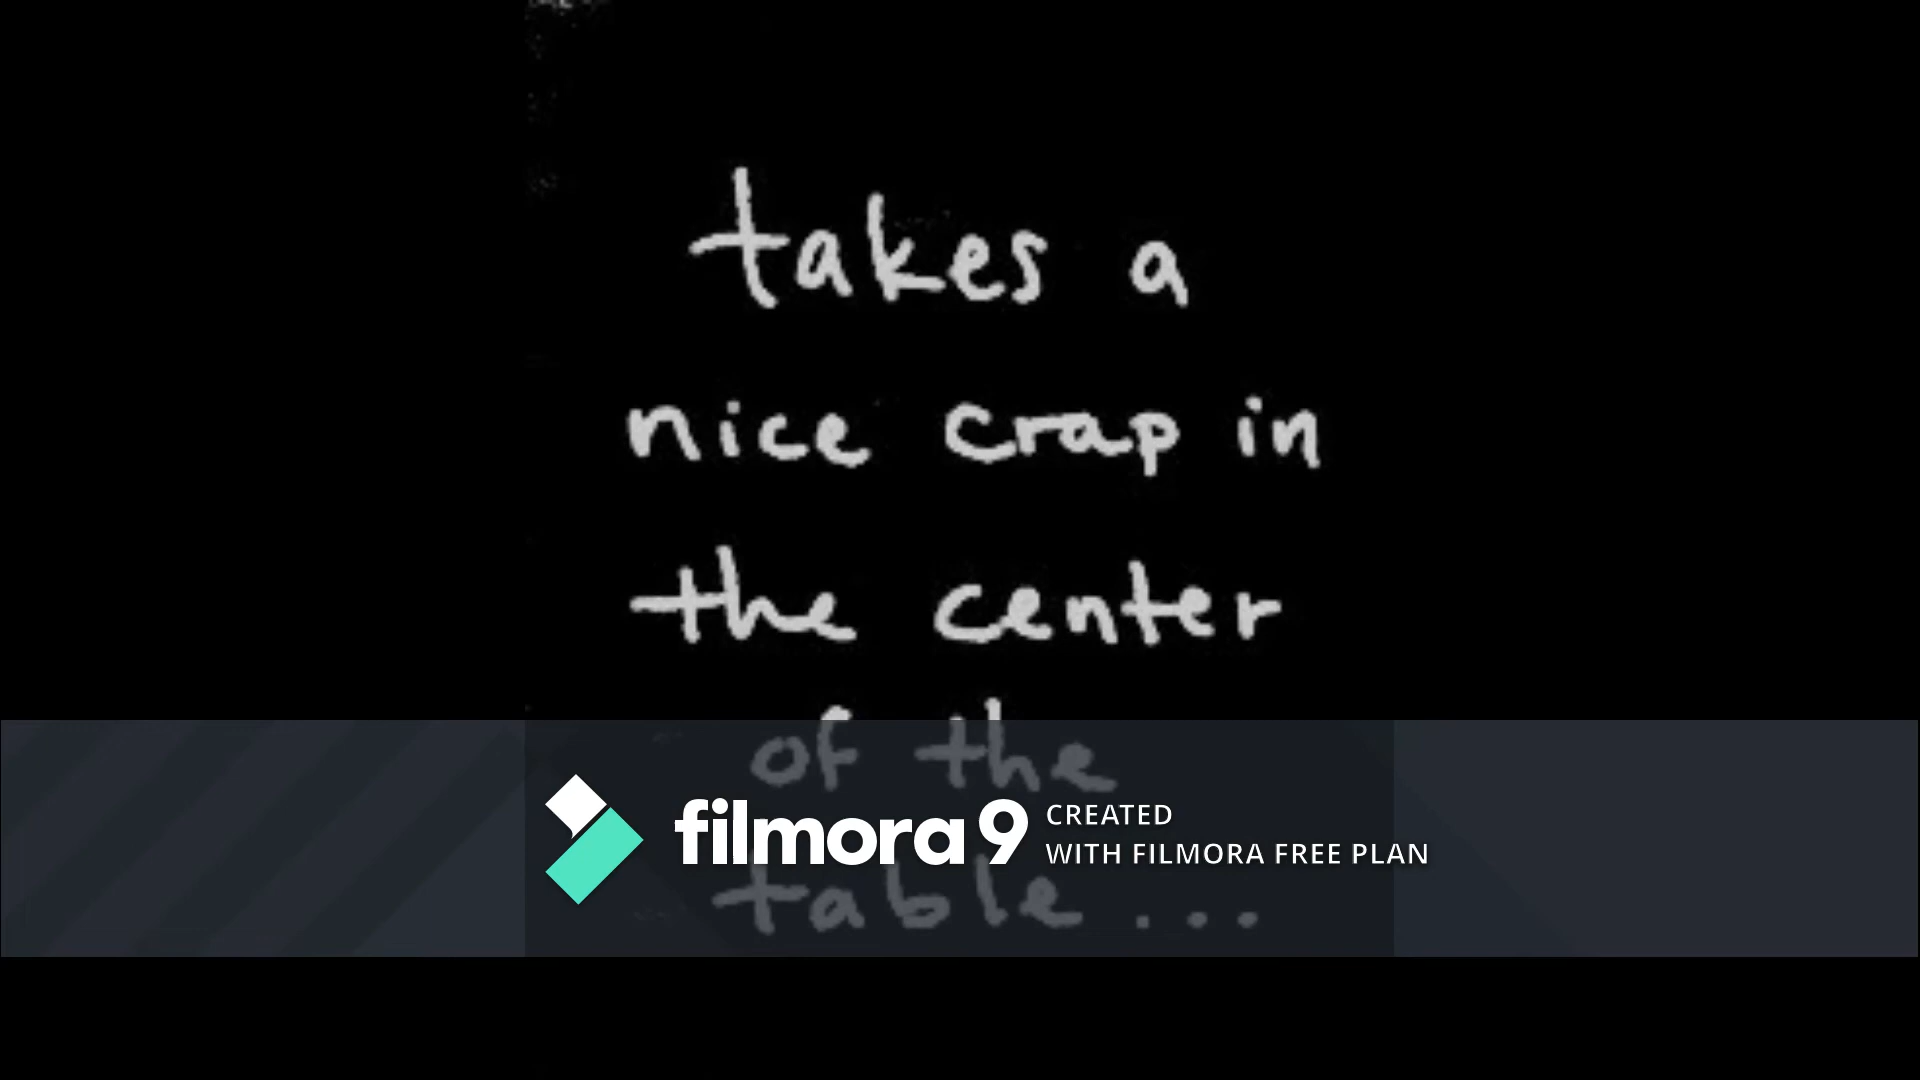 takes a
nice crap in
the center
of the
filmora9 CREATED
WITH FILMORA FREE PLAN
table...